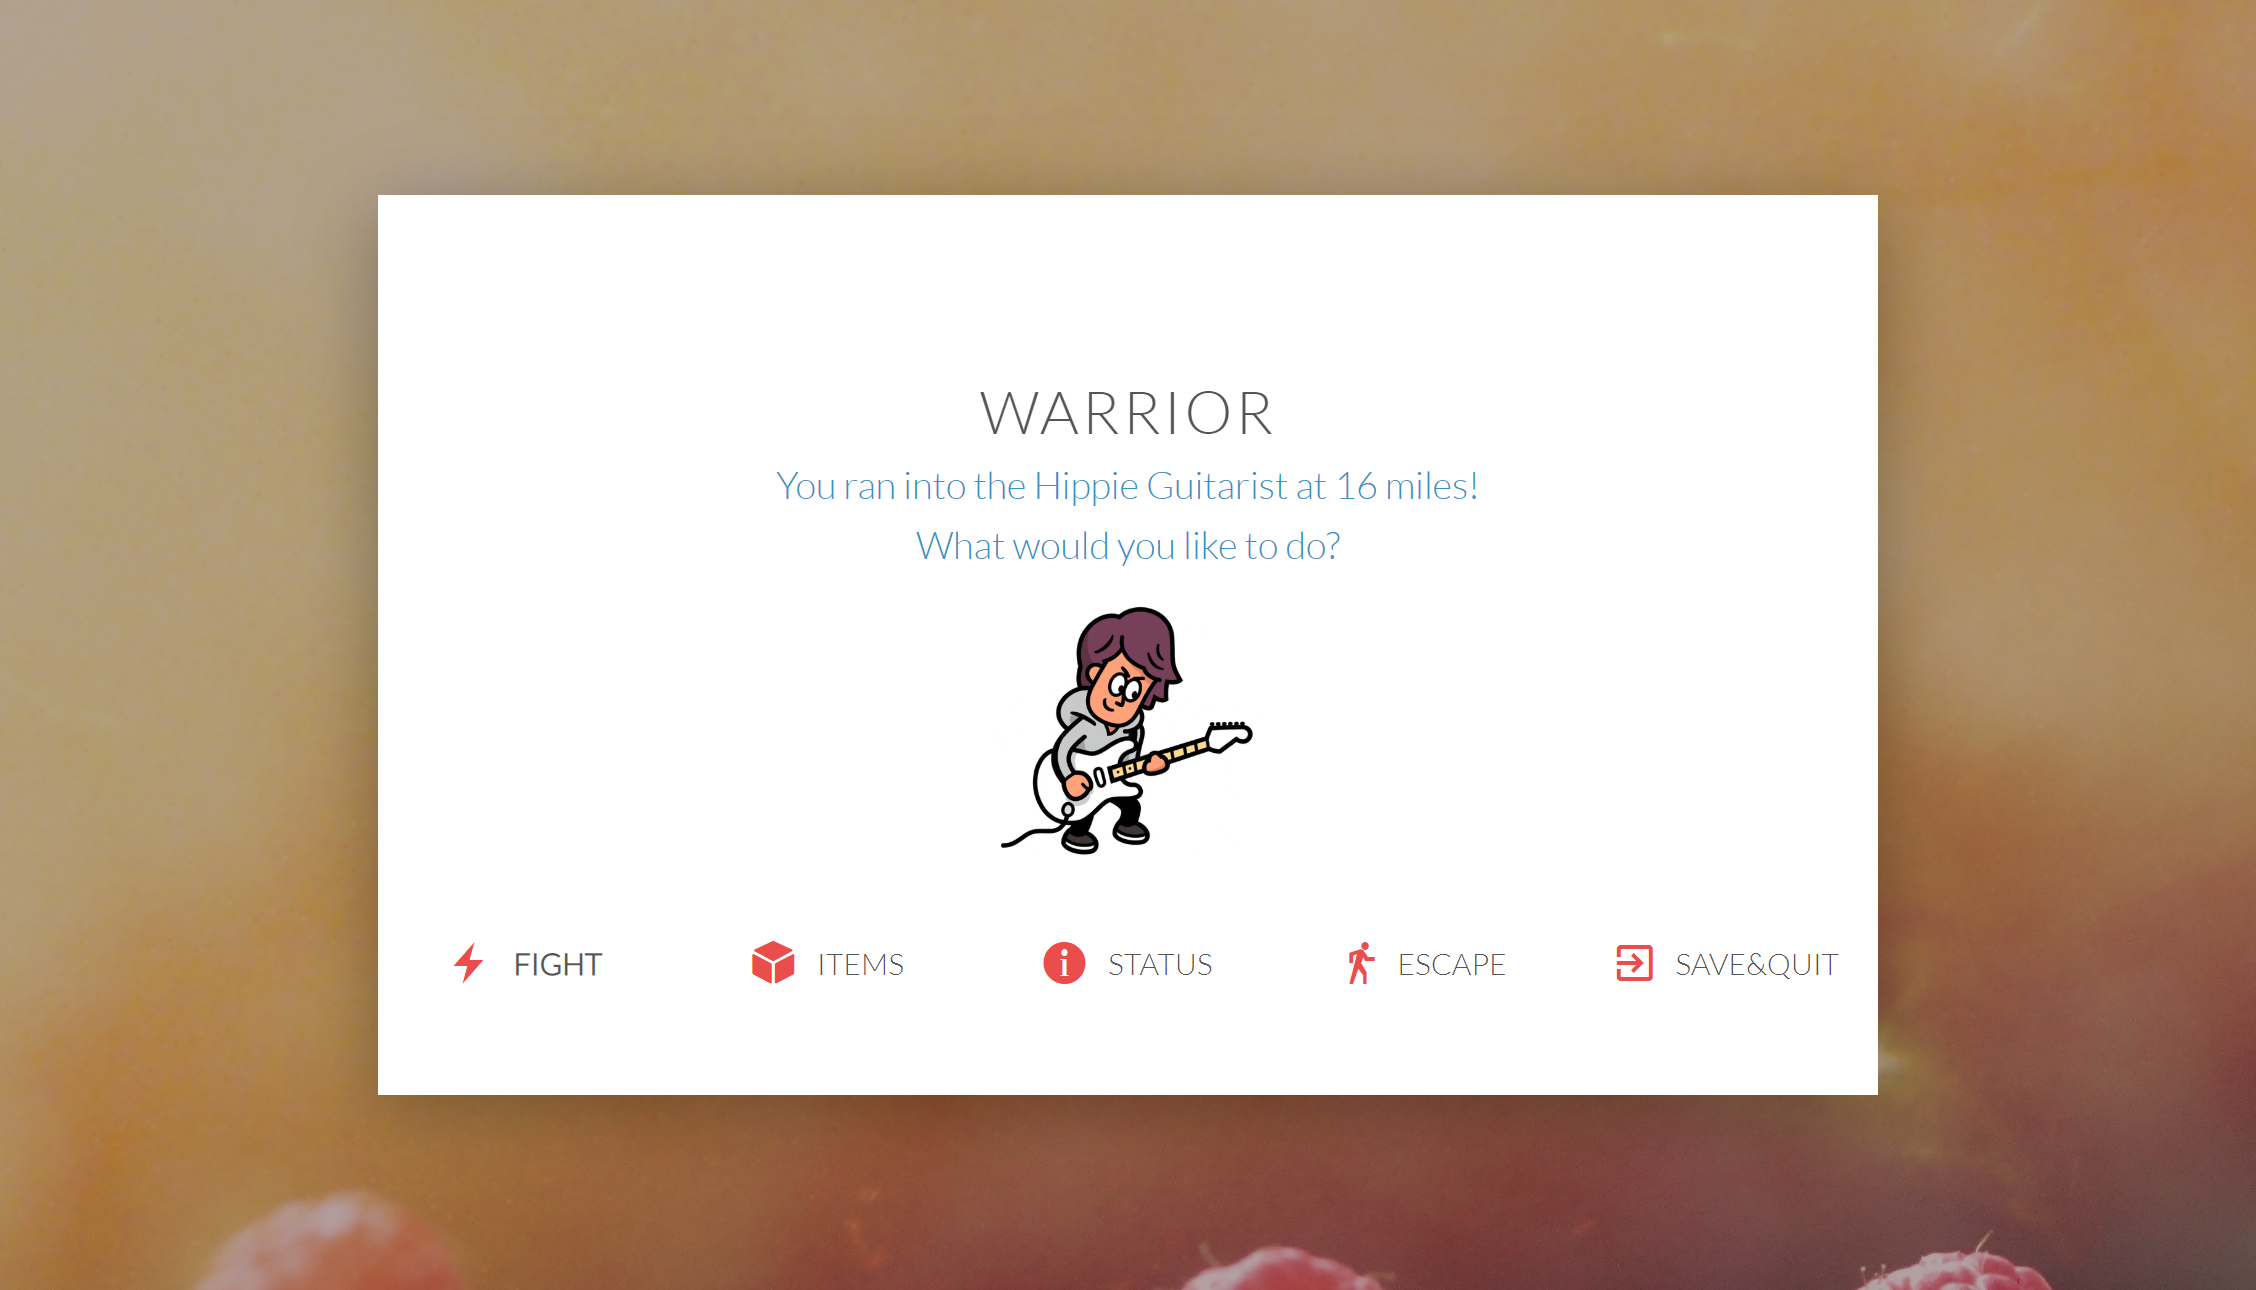 WARRIOR
You ran into the Hippie Guitarist at 16 miles!
What would you like to do?
FIGHT
ITEMS
STATUS
ESCAPE
SAVE&QUIT